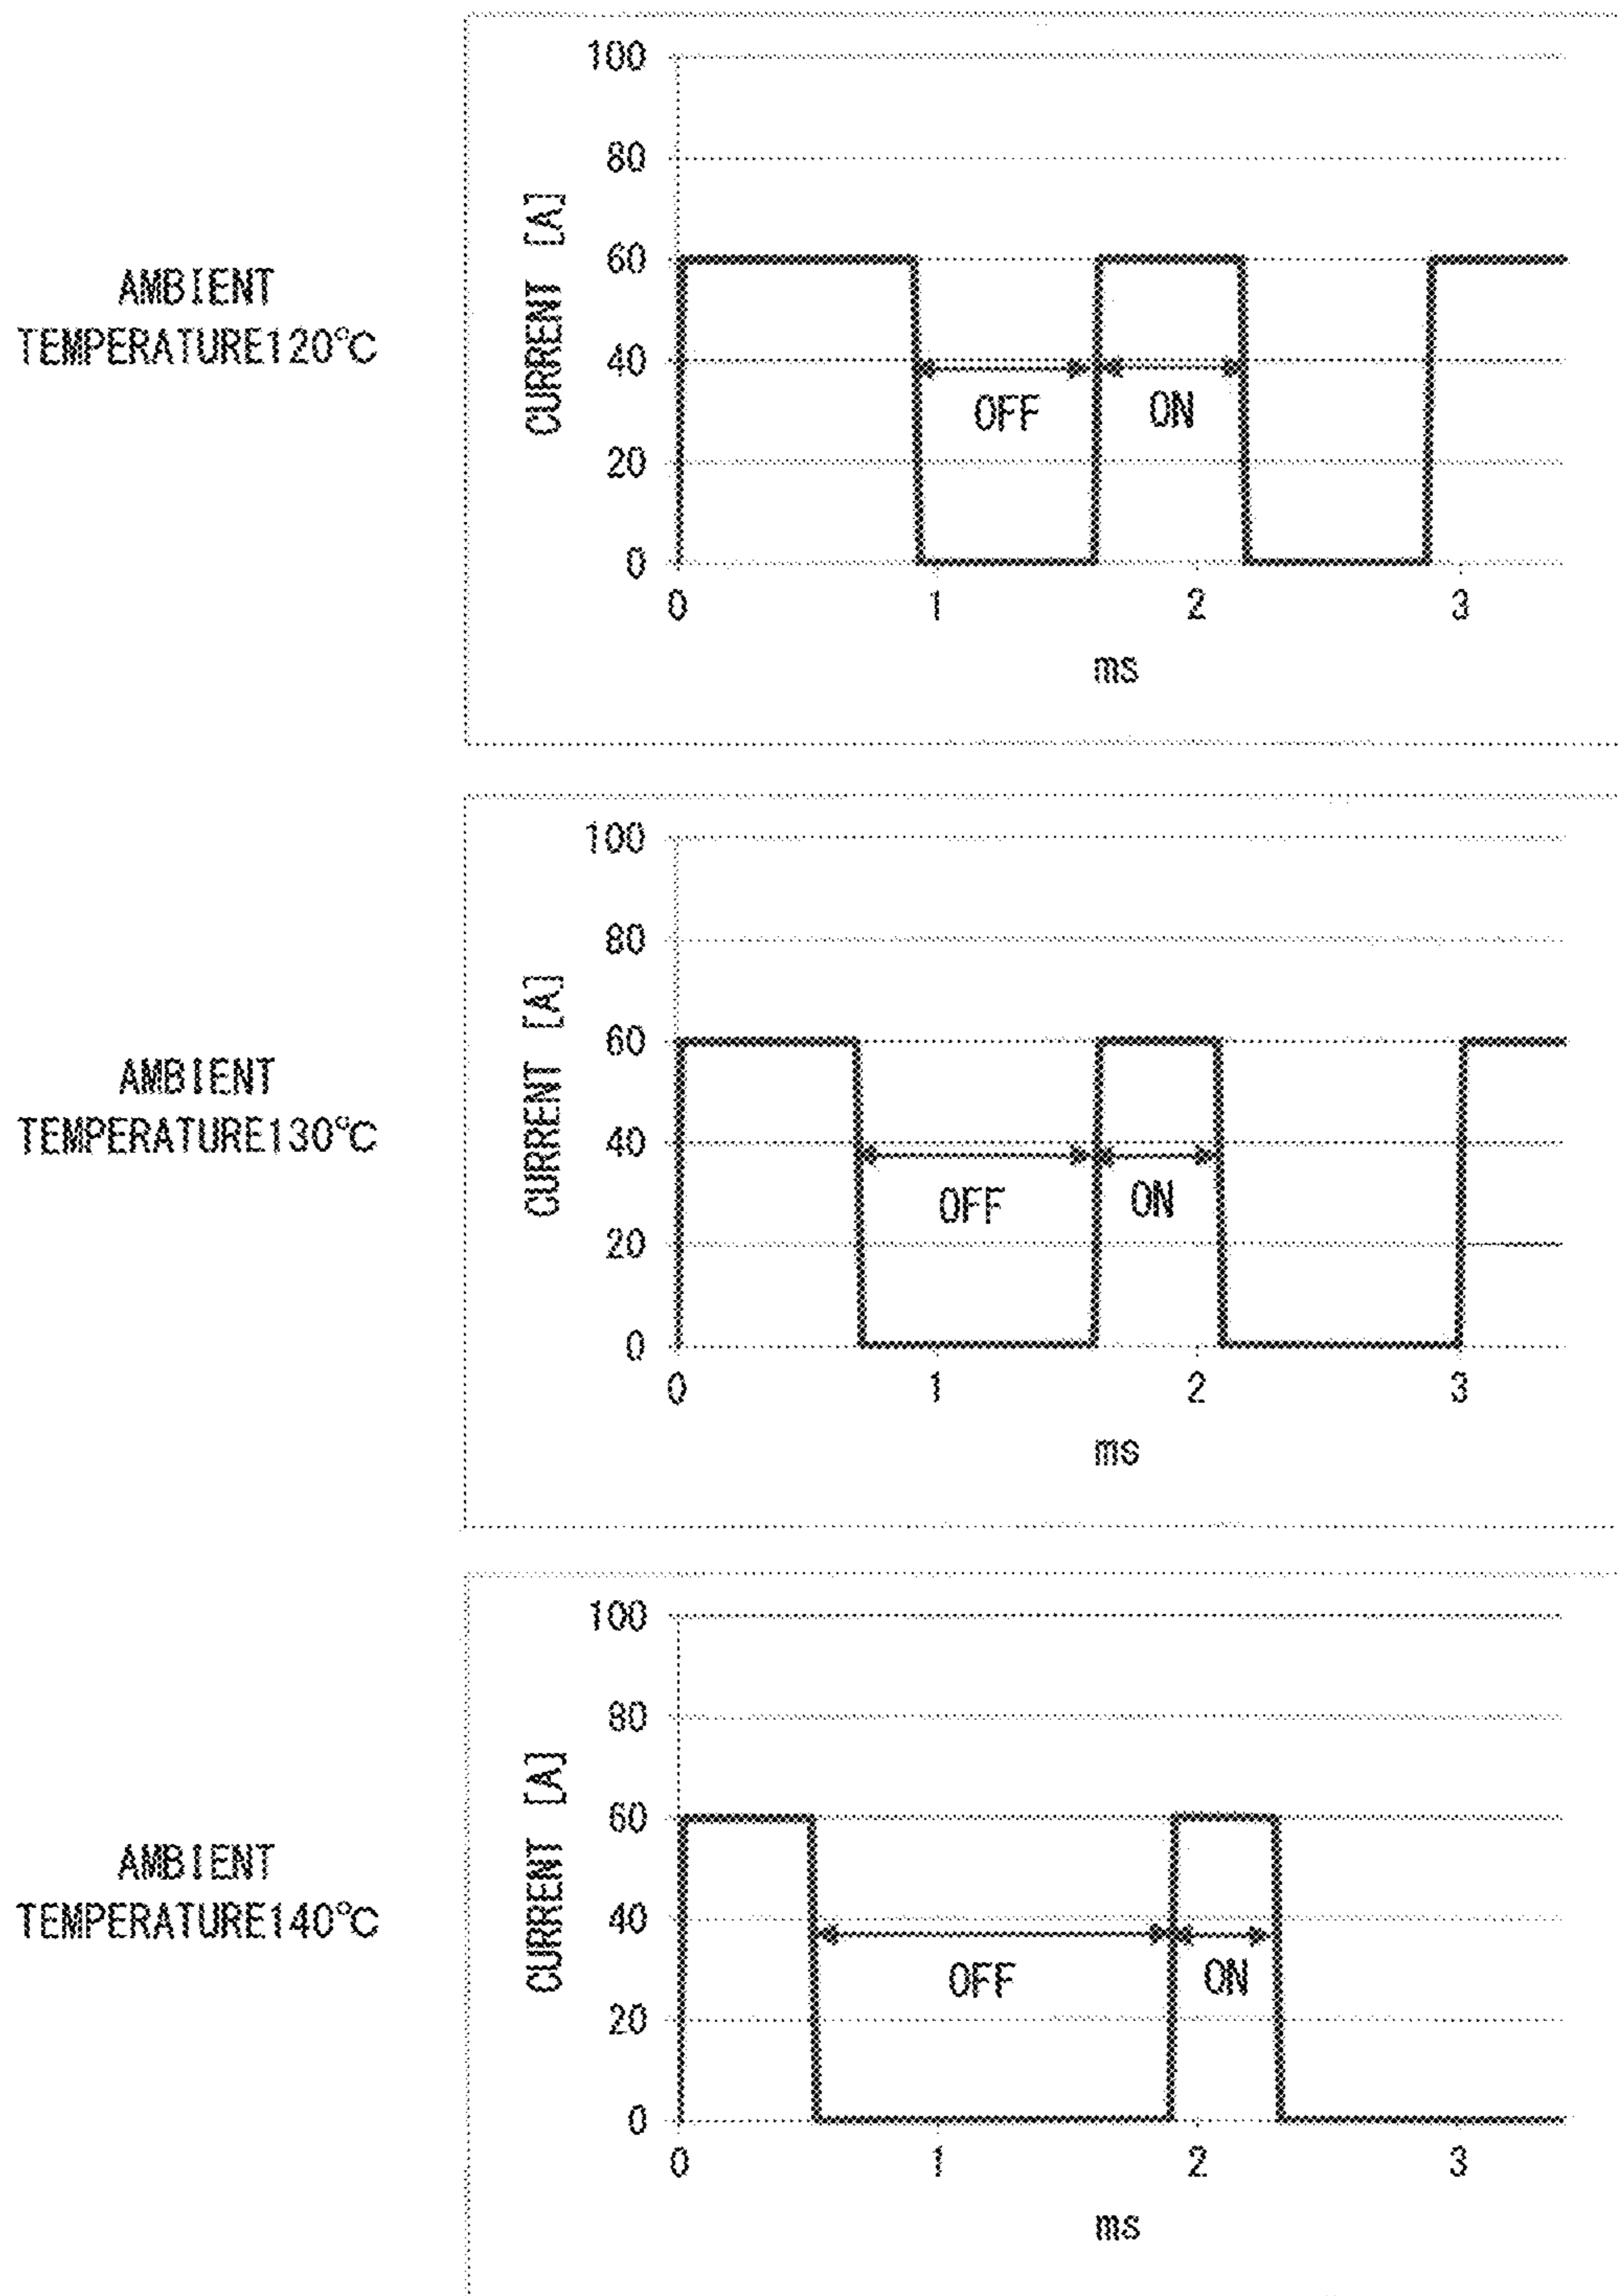 AMBIENT
TEMPERATURE120℃
CURRENT [A]
100
80
60
40
20
0
OFF
ON
0 1 2 3
ms
AMBIENT
TEMPERATURE130℃
CURRENT [A]
100
80
60
40
20
0
OFF
ON
0 1 2 3
ms
AMBIENT
TEMPERATURE140℃
CURRENT [A]
100
80
60
40
20
0
OFF
ON
0 1 2 3
ms